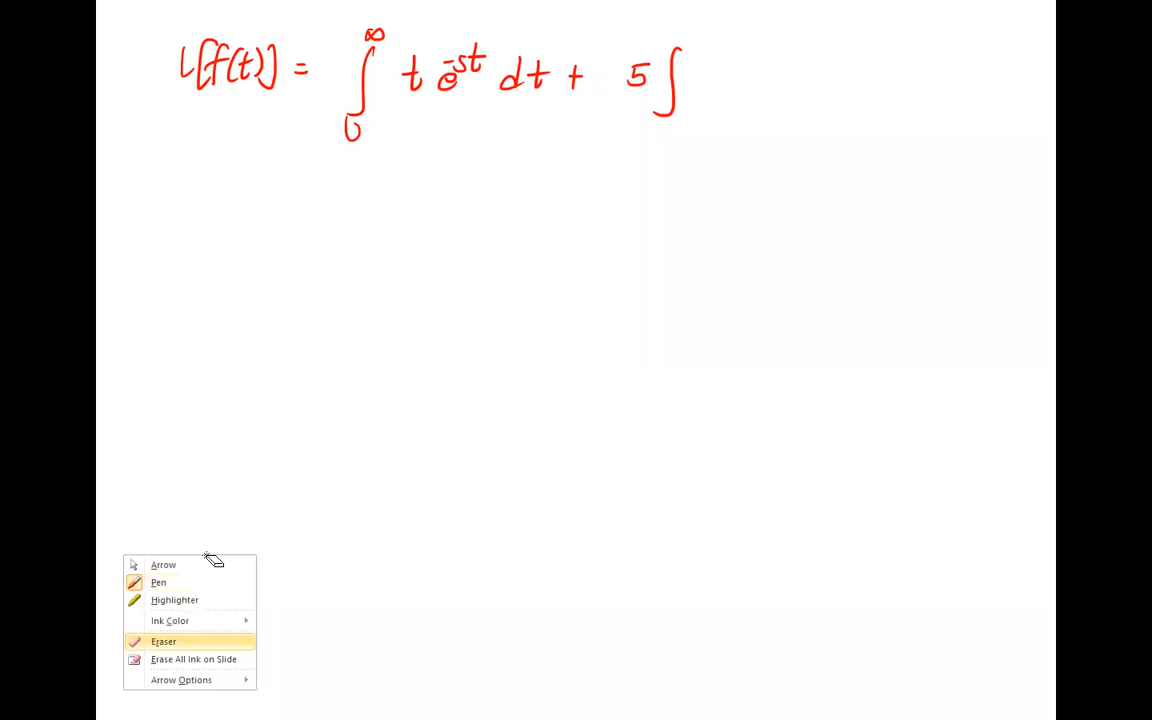 L[f(t)] = ∫₀^∞ t e^{-st} dt + 5 ∫
Arrow
Pen
Highlighter
Ink Color
Eraser
Erase All Ink on Slide
Arrow Options